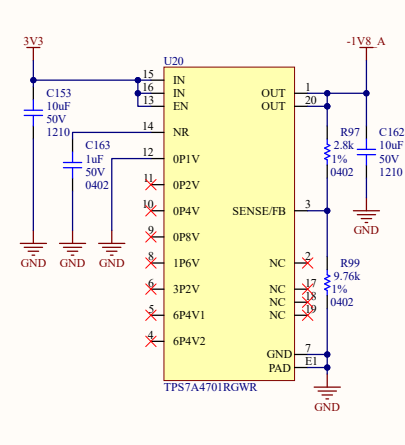 3V3
-1V8_A
U20
15 IN
16 IN
13 EN
14 NR
12 0P1V
11 0P2V
10 0P4V
9 0P8V
8 1P6V
6 3P2V
5 6P4V1
4 6P4V2
OUT 1
OUT 20
SENSE/FB 3
NC 2
NC 17
NC 18
NC 19
GND 7
PAD E1
TPS7A4701RGWR
C153
10uF
50V
1210
C163
1uF
50V
0402
R97
2.8k
1%
0402
C162
10uF
50V
1210
R99
9.76k
1%
0402
GND
GND
GND
GND
GND